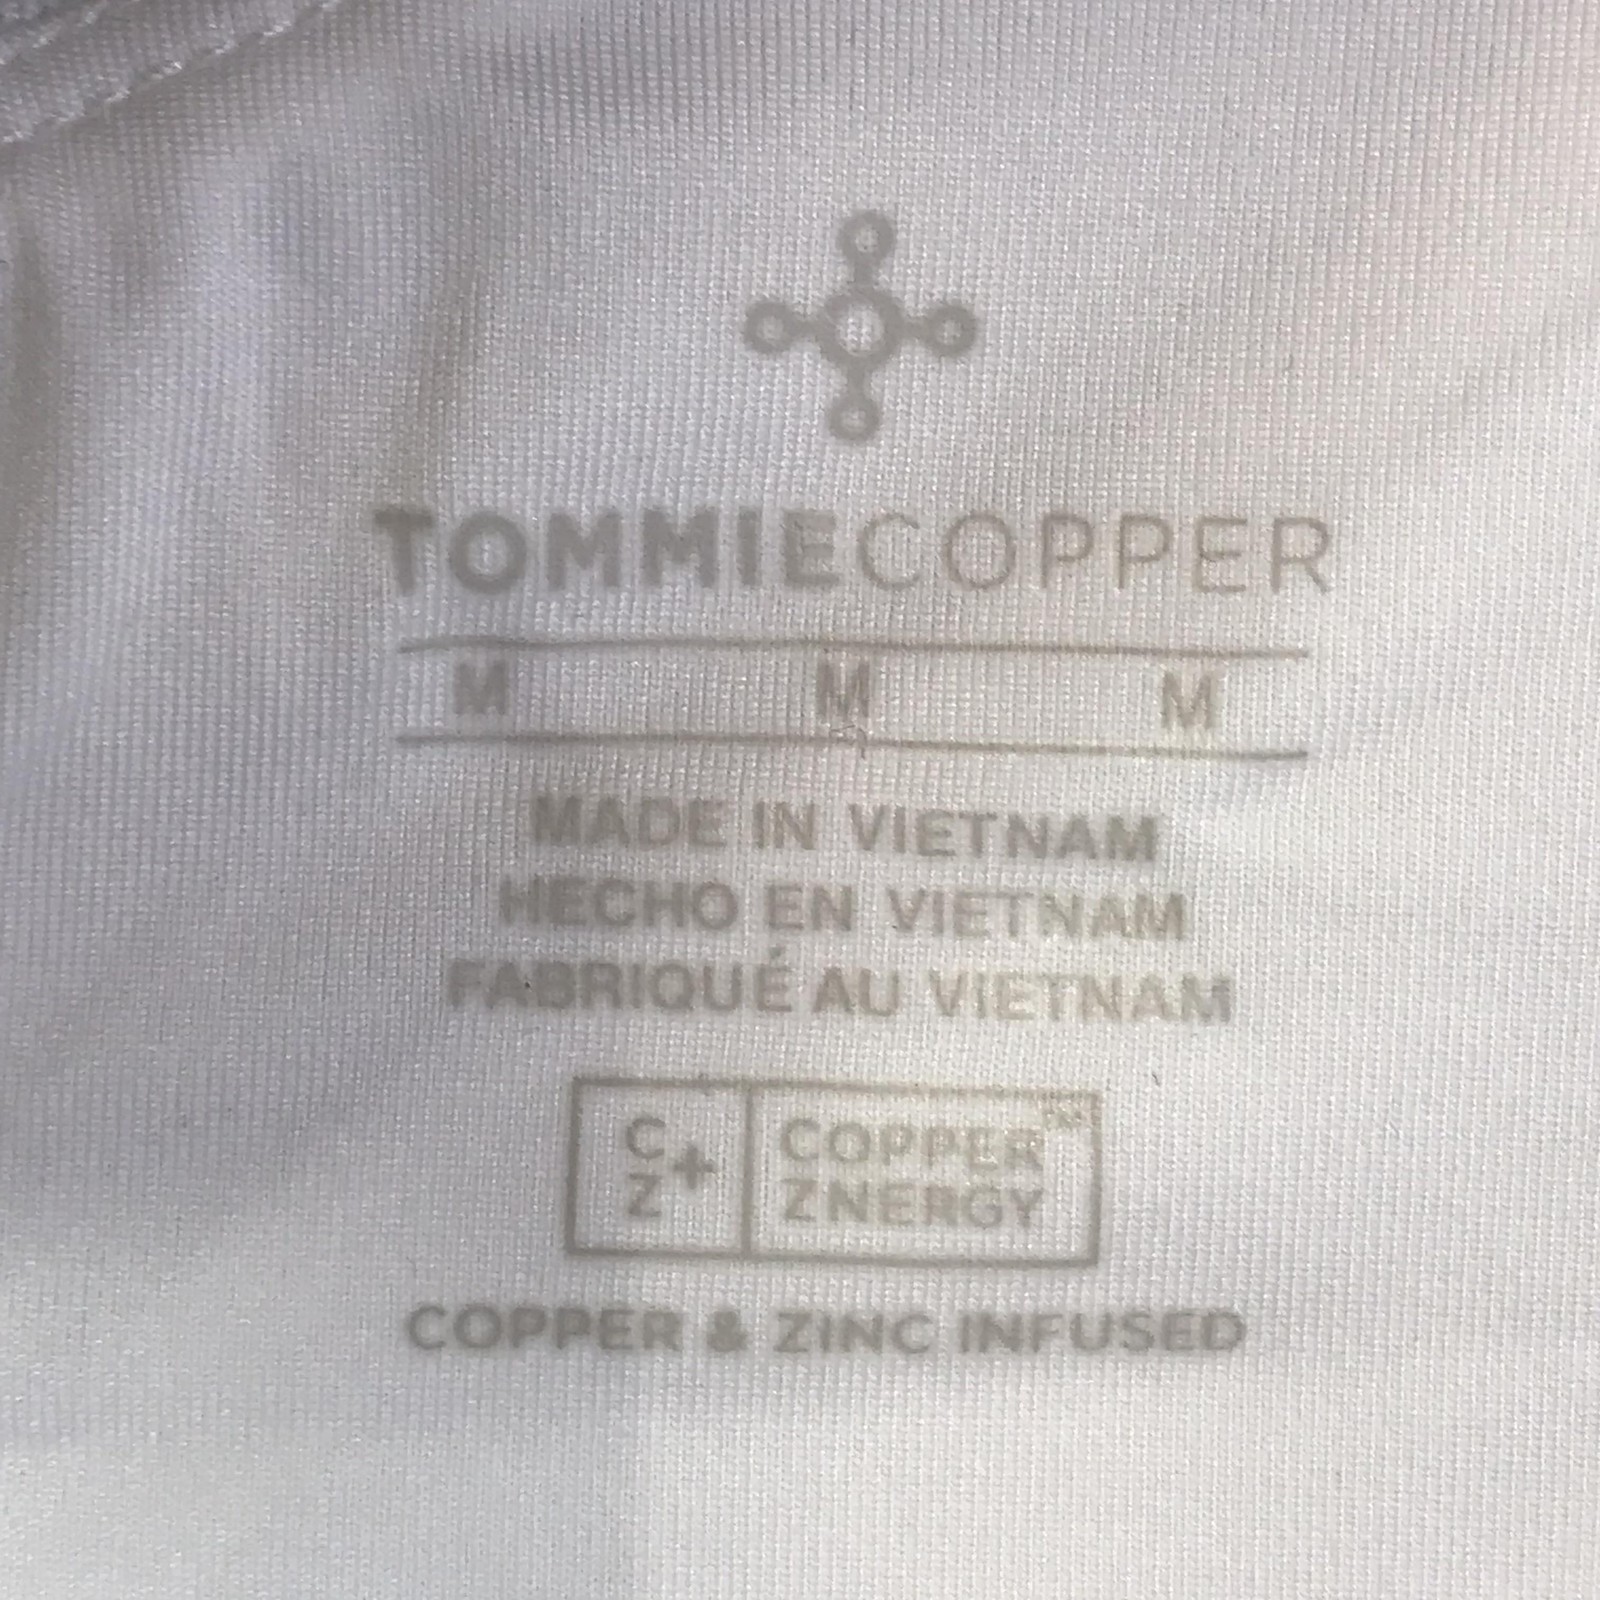 TOMMIECOPPER
M M M
MADE IN VIETNAM
HECHO EN VIETNAM
FABRIQUÉ AU VIETNAM
C
Z+
COPPER
ZNERGY
COPPER & ZINC INFUSED